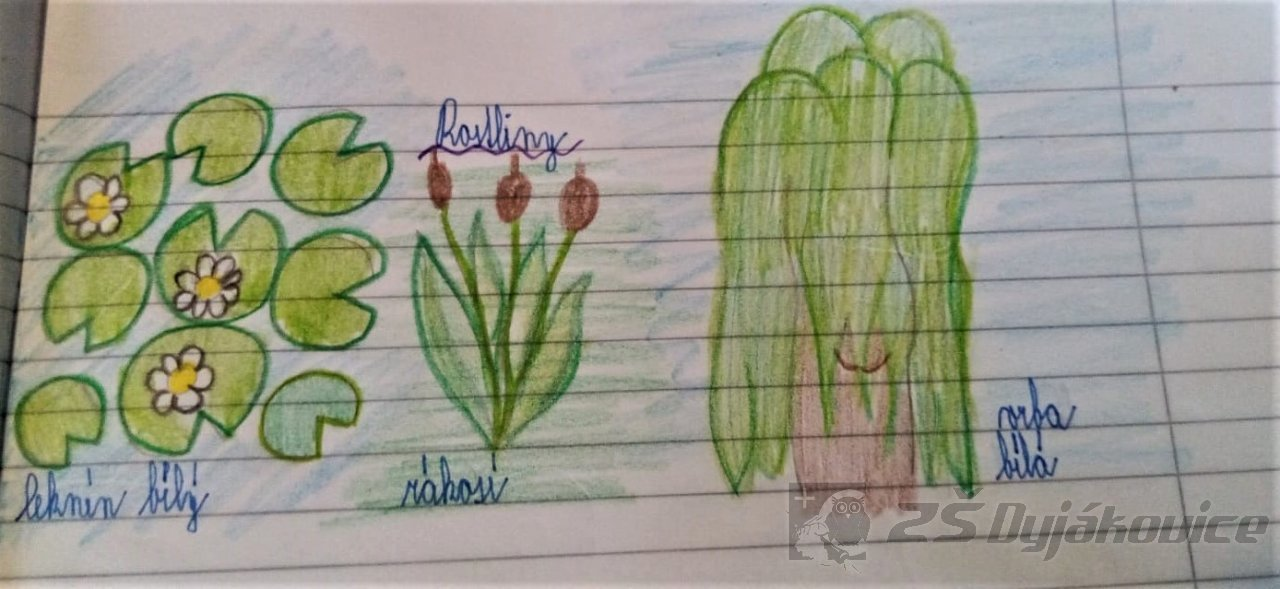 Rostliny
leknín bílý
rákosí
vrba
bílá
ZŠ Dyjákovice